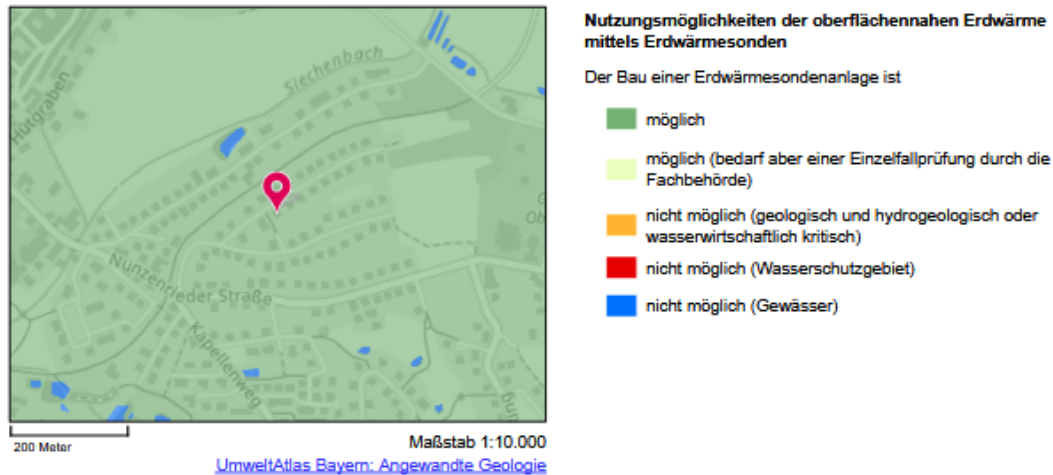 Siechenbach
Hütgraben
Nunzenrieder Straße
Kapellenweg
200 Meter
Maßstab 1:10.000
UmweltAtlas Bayern: Angewandte Geologie
Nutzungsmöglichkeiten der oberflächennahen Erdwärme
mittels Erdwärmesonden
Der Bau einer Erdwärmesondenanlage ist
möglich
möglich (bedarf aber einer Einzelfallprüfung durch die
Fachbehörde)
nicht möglich (geologisch und hydrogeologisch oder
wasserwirtschaftlich kritisch)
nicht möglich (Wasserschutzgebiet)
nicht möglich (Gewässer)